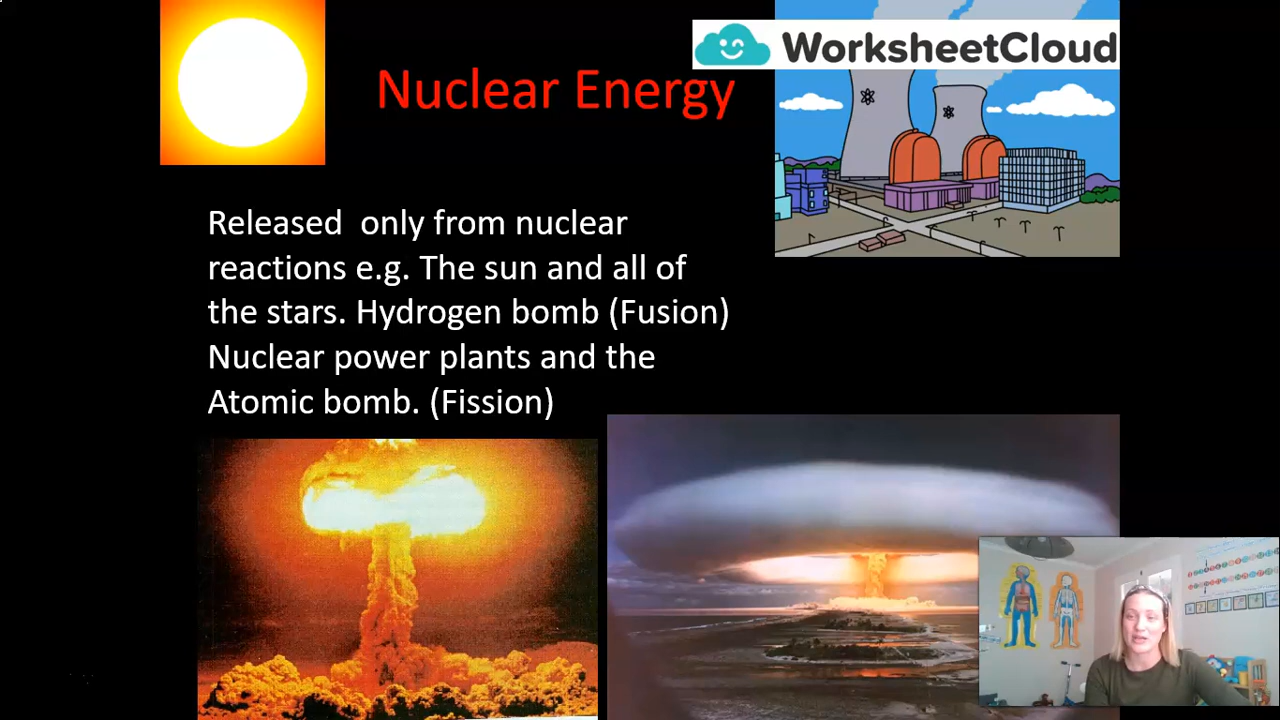 WorksheetCloud
Nuclear Energy
Released  only from nuclear
reactions e.g. The sun and all of
the stars. Hydrogen bomb (Fusion)
Nuclear power plants and the
Atomic bomb. (Fission)